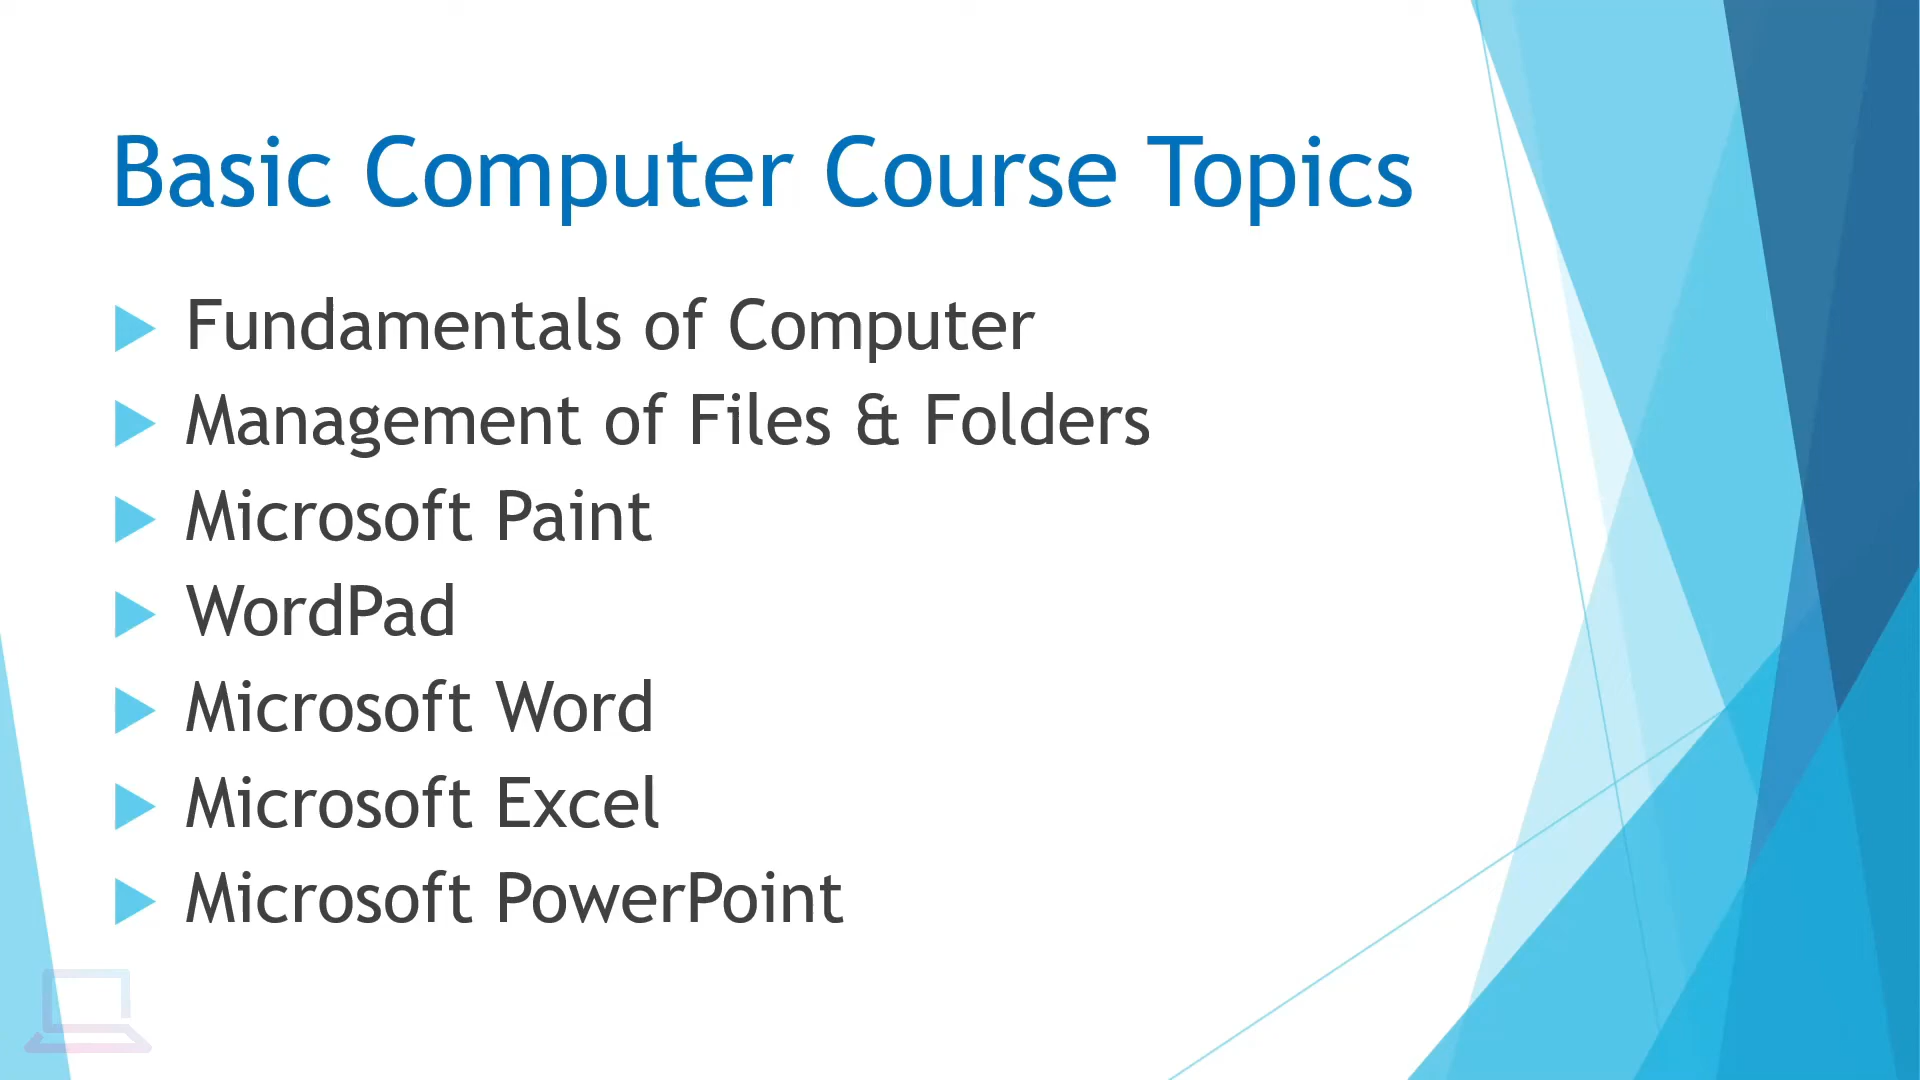 Basic Computer Course Topics
Fundamentals of Computer
Management of Files & Folders
Microsoft Paint
WordPad
Microsoft Word
Microsoft Excel
Microsoft PowerPoint